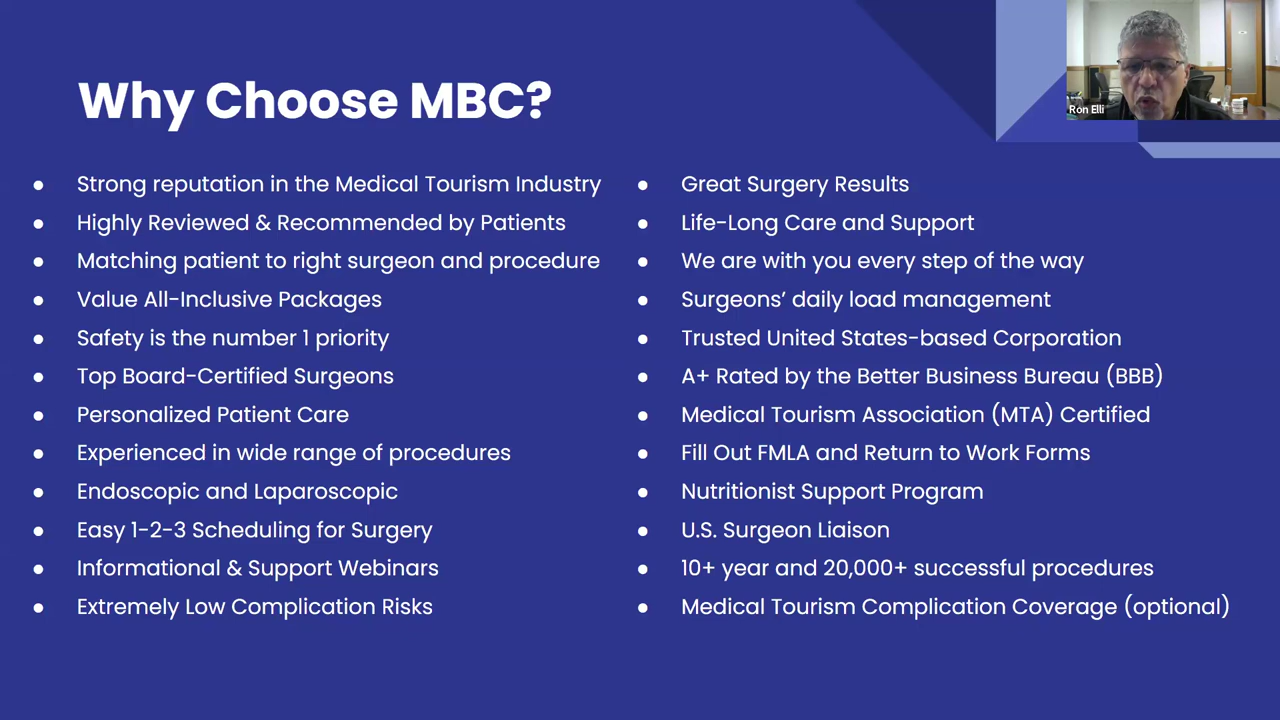 Why Choose MBC?
Ron Elli
Strong reputation in the Medical Tourism Industry
Highly Reviewed & Recommended by Patients
Matching patient to right surgeon and procedure
Value All-Inclusive Packages
Safety is the number 1 priority
Top Board-Certified Surgeons
Personalized Patient Care
Experienced in wide range of procedures
Endoscopic and Laparoscopic
Easy 1-2-3 Scheduling for Surgery
Informational & Support Webinars
Extremely Low Complication Risks
Great Surgery Results
Life-Long Care and Support
We are with you every step of the way
Surgeons’ daily load management
Trusted United States-based Corporation
A+ Rated by the Better Business Bureau (BBB)
Medical Tourism Association (MTA) Certified
Fill Out FMLA and Return to Work Forms
Nutritionist Support Program
U.S. Surgeon Liaison
10+ year and 20,000+ successful procedures
Medical Tourism Complication Coverage (optional)